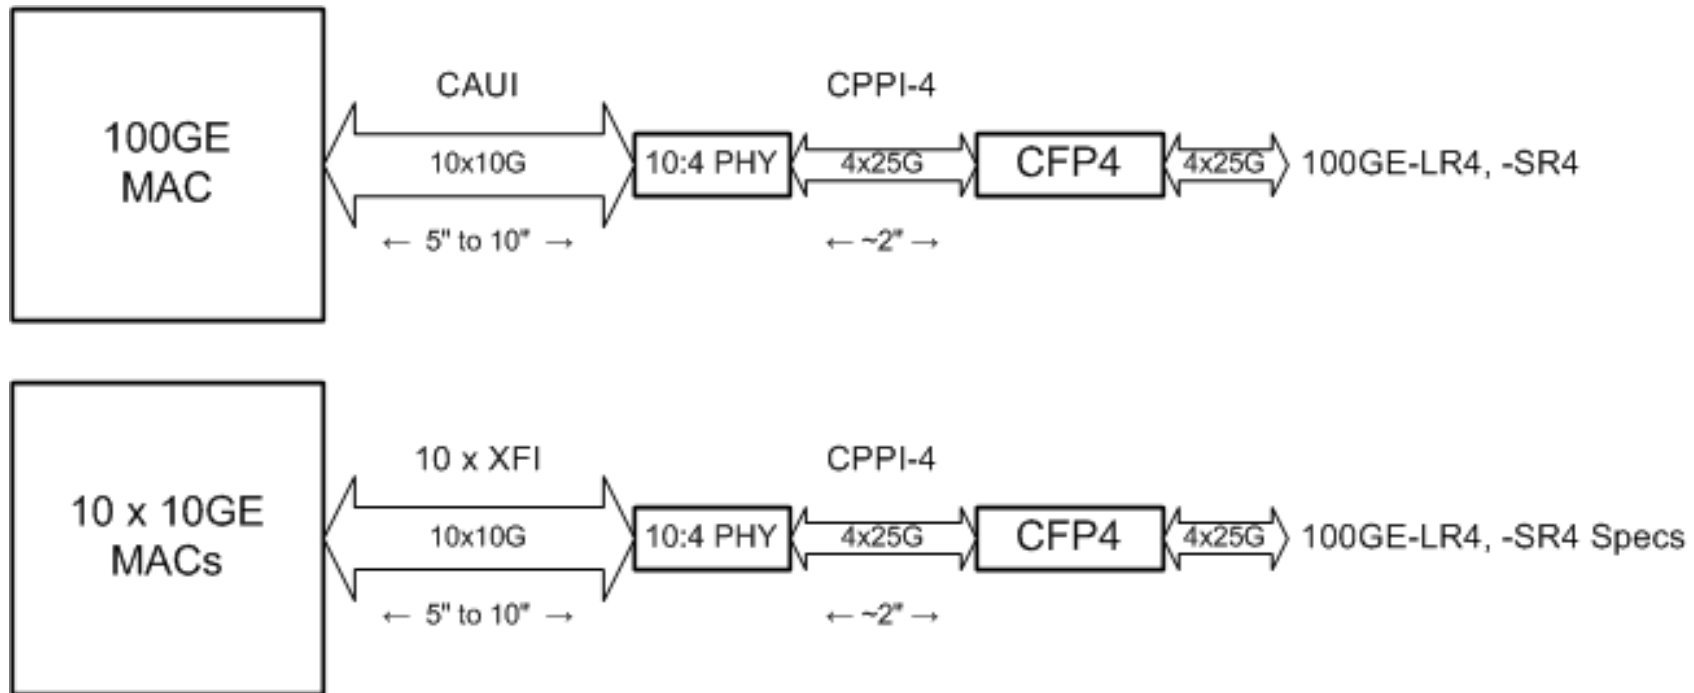 CAUI
CPPI-4
100GE
MAC
10x10G
10:4 PHY
4x25G
CFP4
4x25G
100GE-LR4, -SR4
← 5" to 10" →
← ~2" →
10 x XFI
CPPI-4
10 x 10GE
MACs
10x10G
10:4 PHY
4x25G
CFP4
4x25G
100GE-LR4, -SR4 Specs
← 5" to 10" →
← ~2" →